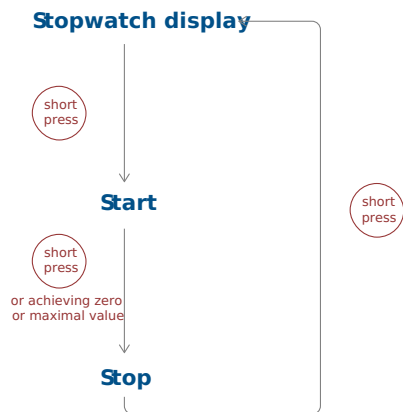 Stopwatch display
short
press
Start
short
press
short
press
or achieving zero
or maximal value
Stop